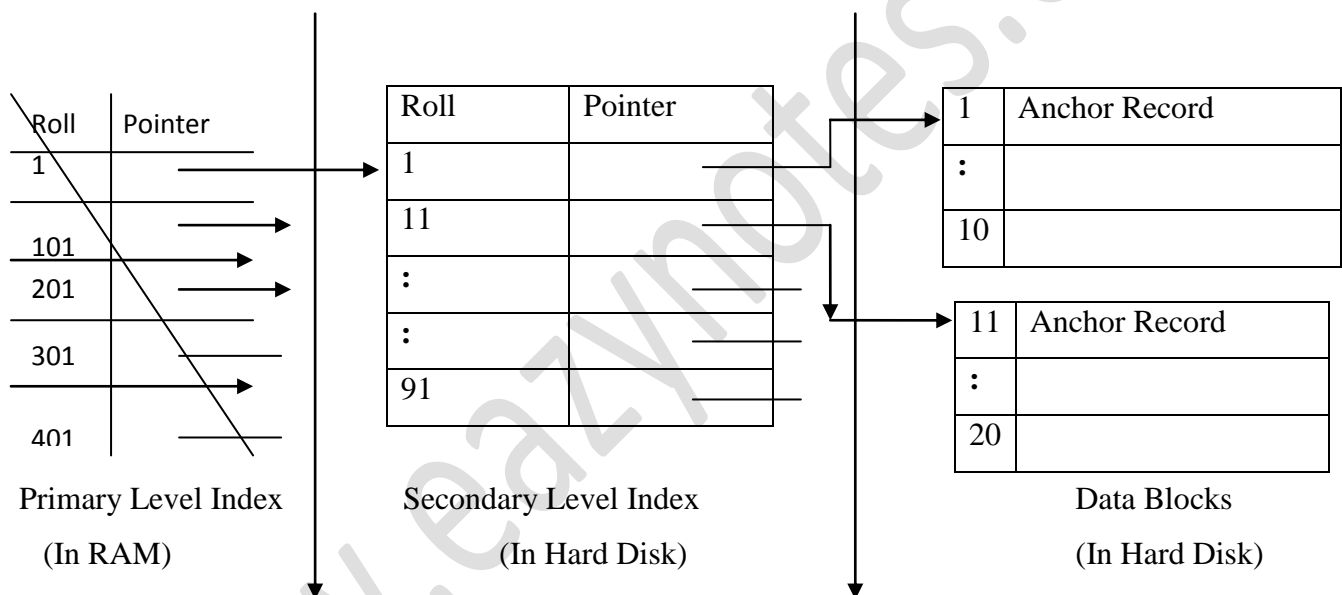 Roll Pointer
1
101
201
301
401
Primary Level Index
(In RAM)
Roll Pointer
1
11
:
:
91
Secondary Level Index
(In Hard Disk)
1 Anchor Record
:
10
11 Anchor Record
:
20
Data Blocks
(In Hard Disk)